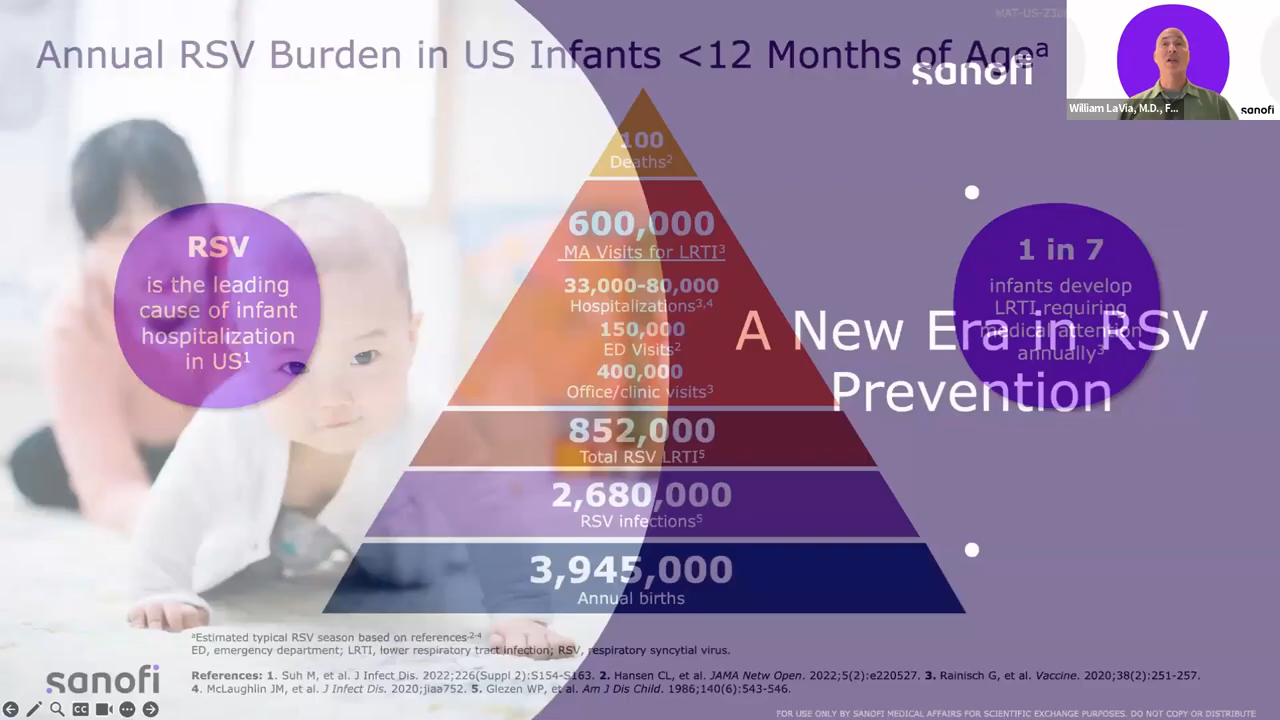 MAT-US-
Annual RSV Burden in US Infants <12 Months of Ageᵃ
sanofi
William LaVia, M.D., F...
sanofi
100
Deaths²
600,000
MA Visits for LRTI³
33,000-80,000
Hospitalizations³,⁴
150,000
ED Visits²
400,000
Office/clinic visits³
852,000
Total RSV LRTI⁵
2,680,000
RSV infections⁵
3,945,000
Annual births
RSV
is the leading
cause of infant
hospitalization
in US¹
1 in 7
infants develop
LRTI requiring
medical attention
annually³
A New Era in RSV
Prevention
ᵃEstimated typical RSV season based on references²⁻⁴
ED, emergency department; LRTI, lower respiratory tract infection; RSV, respiratory syncytial virus.
References: 1. Suh M, et al. J Infect Dis. 2022;226(Suppl 2):S154-S163. 2. Hansen CL, et al. JAMA Netw Open. 2022;5(2):e220527. 3. Rainisch G, et al. Vaccine. 2020;38(2):251-257.
4. McLaughlin JM, et al. J Infect Dis. 2020;jiaa752. 5. Glezen WP, et al. Am J Dis Child. 1986;140(6):543-546.
sanofi
CC
FOR USE ONLY BY SANOFI MEDICAL AFFAIRS FOR SCIENTIFIC EXCHANGE PURPOSES. DO NOT COPY OR DISTRIBUTE